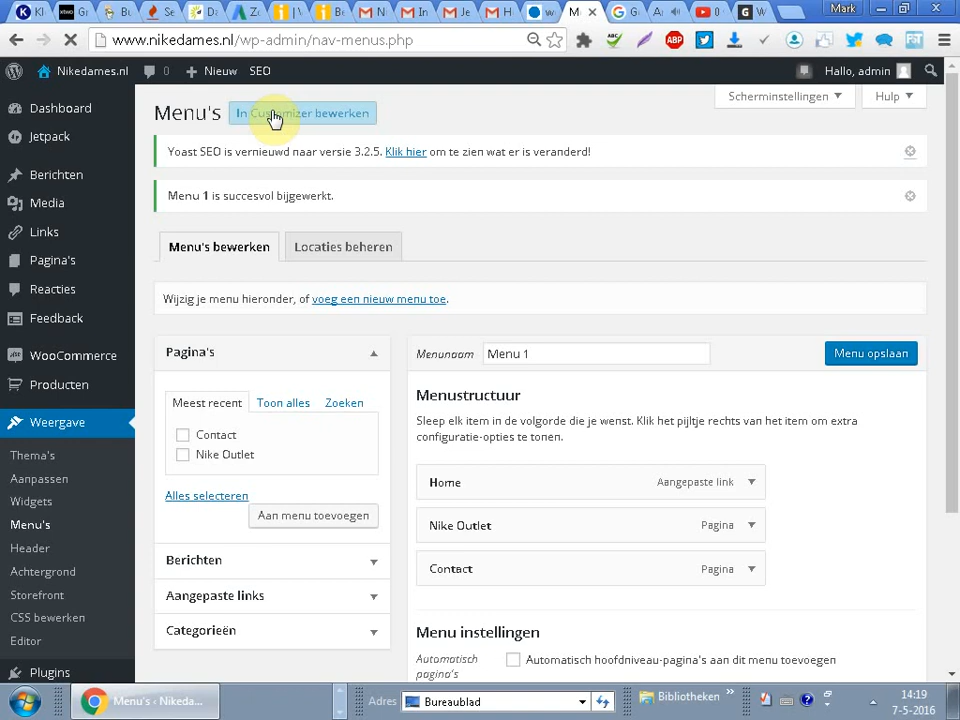 Mark
www.nikedames.nl/wp-admin/nav-menus.php
Nikedames.nl
0
Nieuw
SEO
Hallo, admin
Dashboard
Jetpack
Berichten
Media
Links
Pagina's
Reacties
Feedback
WooCommerce
Producten
Weergave
Thema's
Aanpassen
Widgets
Menu's
Header
Achtergrond
Storefront
CSS bewerken
Editor
Plugins
Menu's
In Customizer bewerken
Scherminstellingen
Hulp
Yoast SEO is vernieuwd naar versie 3.2.5. Klik hier om te zien wat er is veranderd!
Menu 1 is succesvol bijgewerkt.
Menu's bewerken
Locaties beheren
Wijzig je menu hieronder, of voeg een nieuw menu toe.
Pagina's
Meest recent
Toon alles
Zoeken
Contact
Nike Outlet
Alles selecteren
Aan menu toevoegen
Berichten
Aangepaste links
Categorieën
Menunaam
Menu 1
Menu opslaan
Menustructuur
Sleep elk item in de volgorde die je wenst. Klik het pijltje rechts van het item om extra
configuratie-opties te tonen.
Home
Aangepaste link
Nike Outlet
Pagina
Contact
Pagina
Menu instellingen
Automatisch
pagina's
Automatisch hoofdniveau-pagina's aan dit menu toevoegen
Menu's ‹ Nikeda...
Adres
Bureaublad
Bibliotheken
14:19
7-5-2016